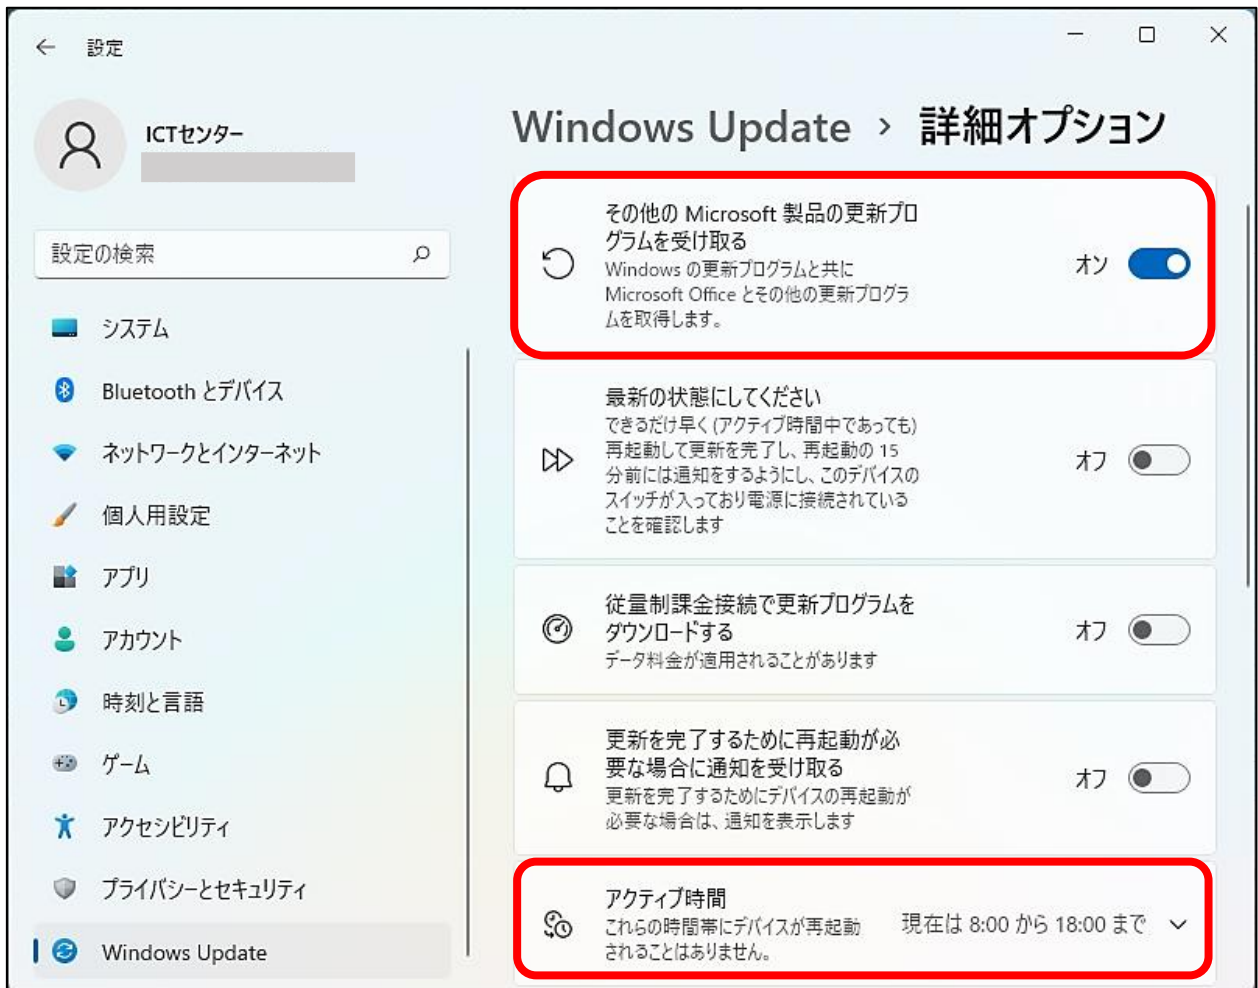 設定
ICTセンター
設定の検索
システム
Bluetooth とデバイス
ネットワークとインターネット
個人用設定
アプリ
アカウント
時刻と言語
ゲーム
アクセシビリティ
プライバシーとセキュリティ
Windows Update
Windows Update › 詳細オプション
その他の Microsoft 製品の更新プロ
グラムを受け取る
Windows の更新プログラムと共に
Microsoft Office とその他の更新プログラ
ムを取得します。
オン
最新の状態にしてください
できるだけ早く (アクティブ時間中であっても)
再起動して更新を完了し、再起動の 15
分前には通知をするようにし、このデバイスの
スイッチが入っており電源に接続されている
ことを確認します
オフ
従量制課金接続で更新プログラムを
ダウンロードする
データ料金が適用されることがあります
オフ
更新を完了するために再起動が必
要な場合に通知を受け取る
更新を完了するためにデバイスの再起動が
必要な場合は、通知を表示します
オフ
アクティブ時間
これらの時間帯にデバイスが再起動
されることはありません。
現在は 8:00 から 18:00 まで